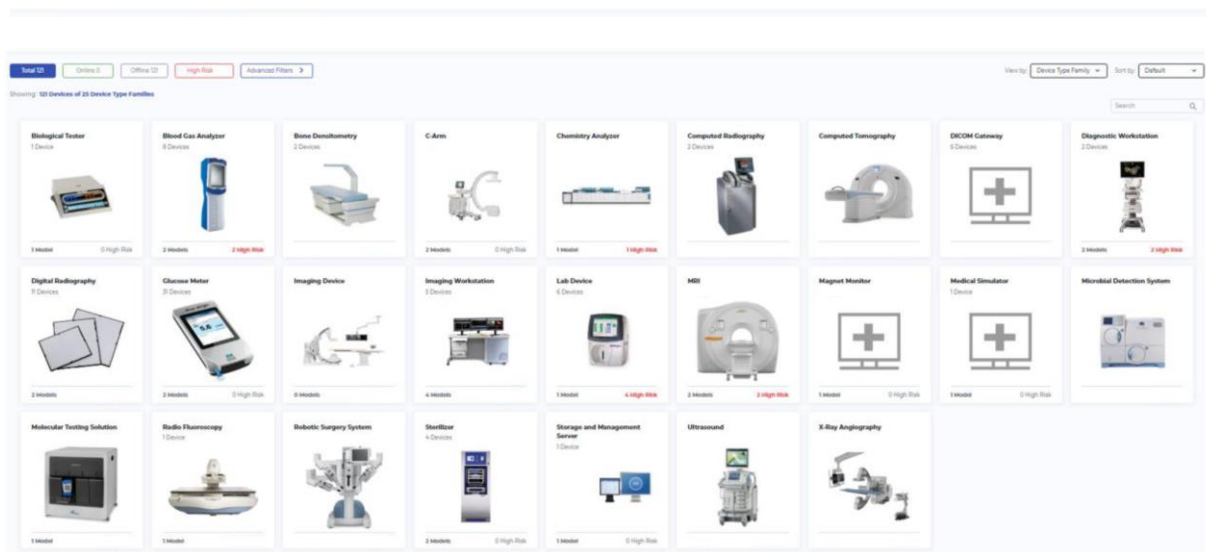 Total 121 Online 0 Offline 121 High Risk Advanced Filters > View by: Device Type Family Sort by: Default
Showing: 121 Devices of 25 Device Type Families
Search
Biological Tester
1 Device
1 Model 0 High Risk
Blood Gas Analyzer
8 Devices
2 Models 2 High Risk
Bone Densitometry
2 Devices
C-Arm
2 Models 0 High Risk
Chemistry Analyzer
1 Model 1 High Risk
Computed Radiography
2 Devices
Computed Tomography
DICOM Gateway
6 Devices
Diagnostic Workstation
2 Devices
2 Models 2 High Risk
Digital Radiography
11 Devices
2 Models
Glucose Meter
31 Devices
2 Models 0 High Risk
Imaging Device
0 Models
Imaging Workstation
5 Devices
4 Models
Lab Device
6 Devices
1 Model 4 High Risk
MRI
2 Models 2 High Risk
Magnet Monitor
1 Model 0 High Risk
Medical Simulator
1 Device
1 Model 0 High Risk
Microbial Detection System
Molecular Testing Solution
1 Model
Radio Fluoroscopy
1 Device
1 Model
Robotic Surgery System
Sterilizer
4 Devices
2 Models 0 High Risk
Storage and Management
Server
1 Device
1 Model 0 High Risk
Ultrasound
X-Ray Angiography